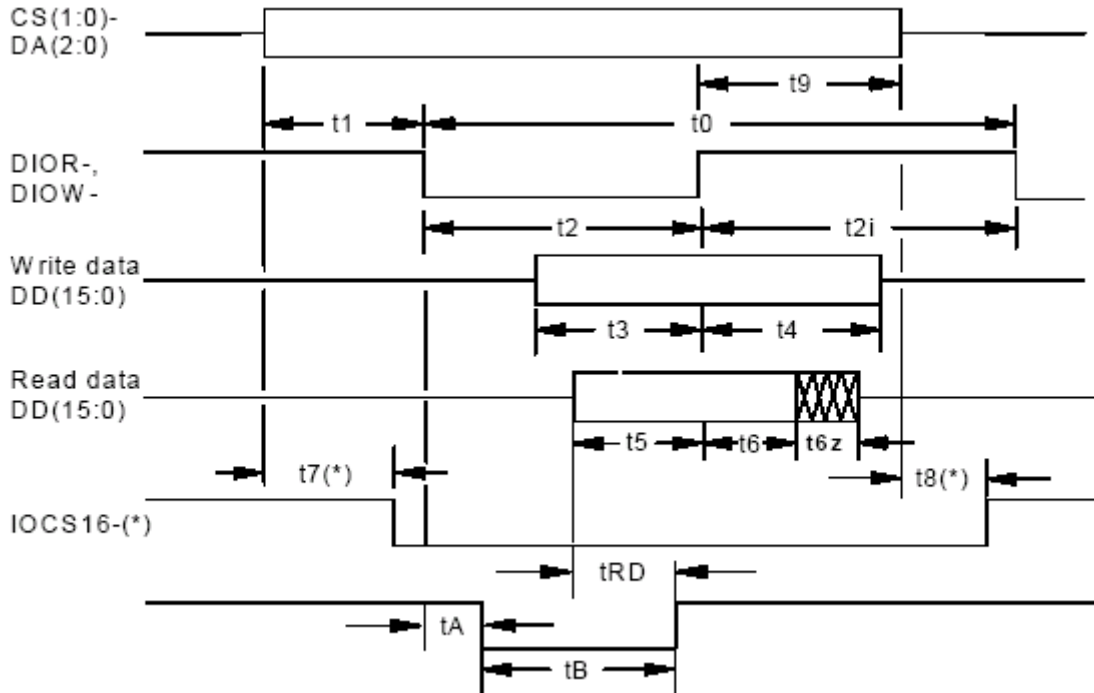 CS(1:0)-
DA(2:0)
t9
t1
t0
DIOR-,
DIOW-
t2
t2i
Write data
DD(15:0)
t3
t4
Read data
DD(15:0)
t5
t6
t6z
t7(*)
t8(*)
IOCS16-(*)
tRD
tA
tB